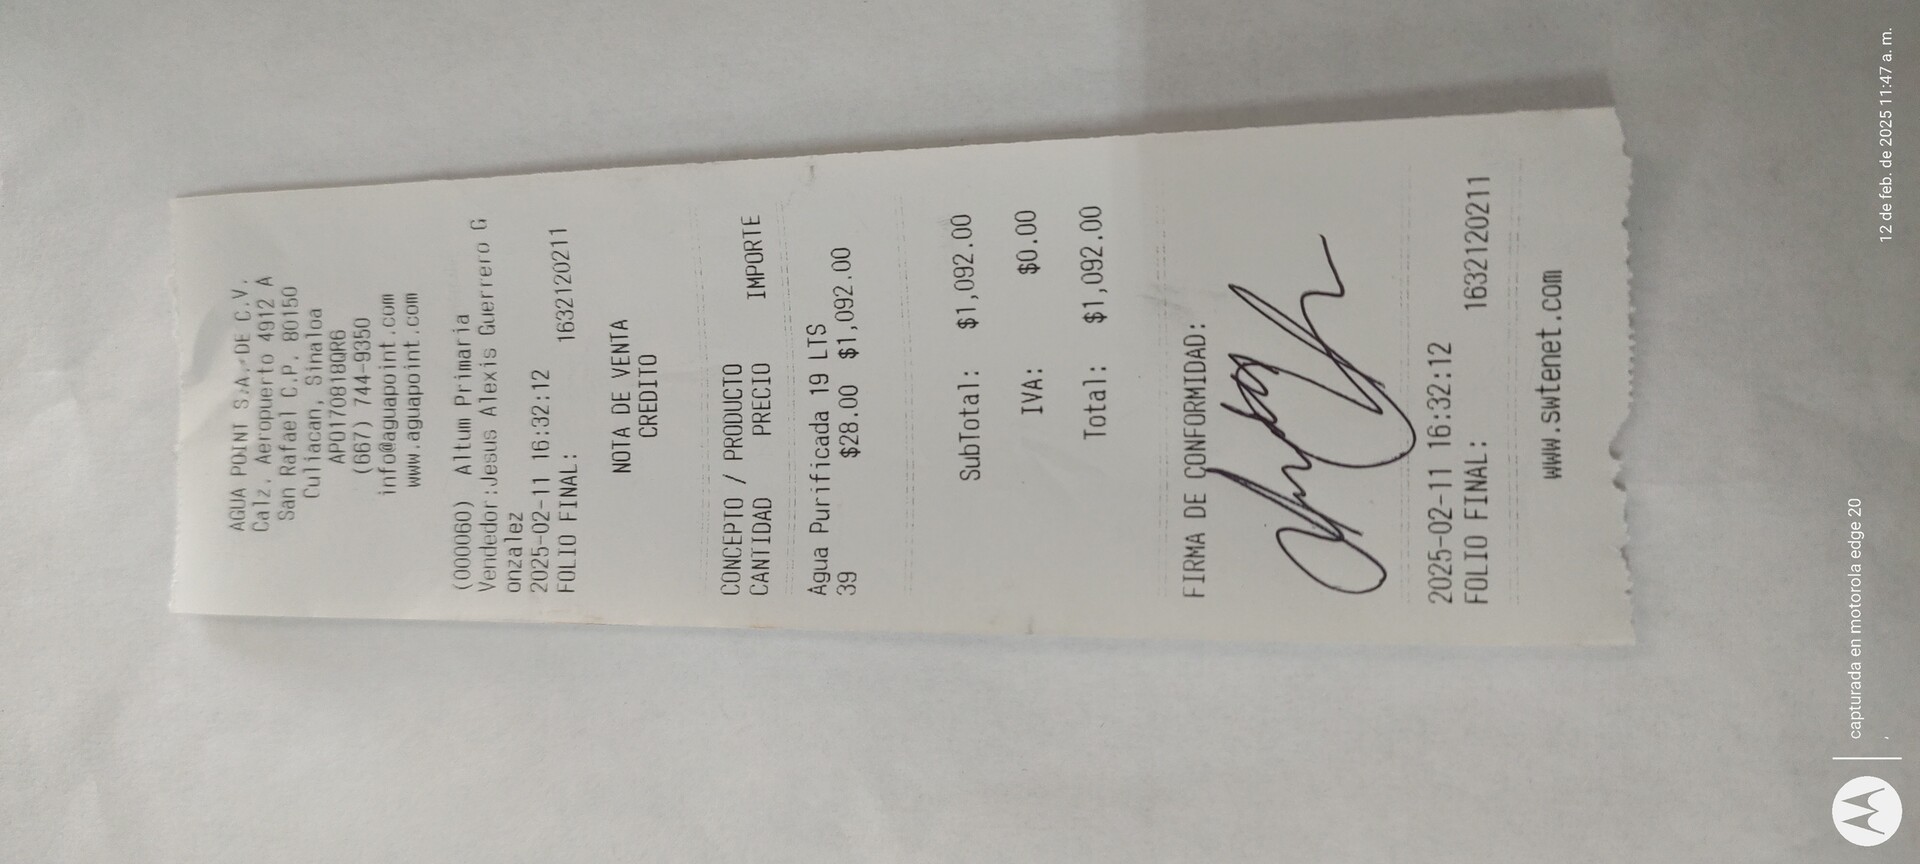 AGUA POINT S.A. DE C.V.
Calz. Aeropuerto 4912 A
San Rafael C.P. 80150
Culiacan, Sinaloa
APO170818QR6
(667) 744-9350
info@aguapoint.com
www.aguapoint.com
(000060) Altum Primaria
Vendedor:Jesus Alexis Guerrero G
onzalez
2025-02-11 16:32:12
FOLIO FINAL: 1632120211
NOTA DE VENTA
CREDITO
CONCEPTO / PRODUCTO
CANTIDAD PRECIO IMPORTE
Agua Purificada 19 LTS
39 $28.00 $1,092.00
SubTotal: $1,092.00
IVA: $0.00
Total: $1,092.00
FIRMA DE CONFORMIDAD:
2025-02-11 16:32:12
FOLIO FINAL: 1632120211
www.swtenet.com
capturada en motorola edge 20
12 de feb. de 2025 11:47 a. m.